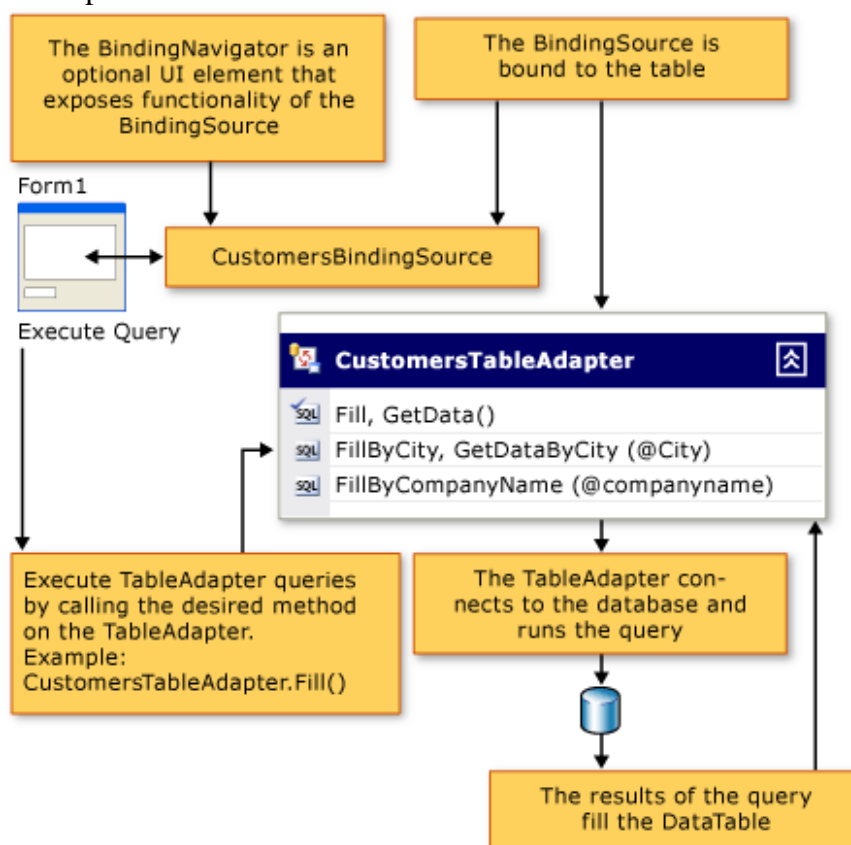 The BindingNavigator is an
optional UI element that
exposes functionality of the
BindingSource
The BindingSource is
bound to the table
Form1
CustomersBindingSource
Execute Query
CustomersTableAdapter
SQL Fill, GetData()
SQL FillByCity, GetDataByCity (@City)
SQL FillByCompanyName (@companyname)
Execute TableAdapter queries
by calling the desired method
on the TableAdapter.
Example:
CustomersTableAdapter.Fill()
The TableAdapter con-
nects to the database and
runs the query
The results of the query
fill the DataTable